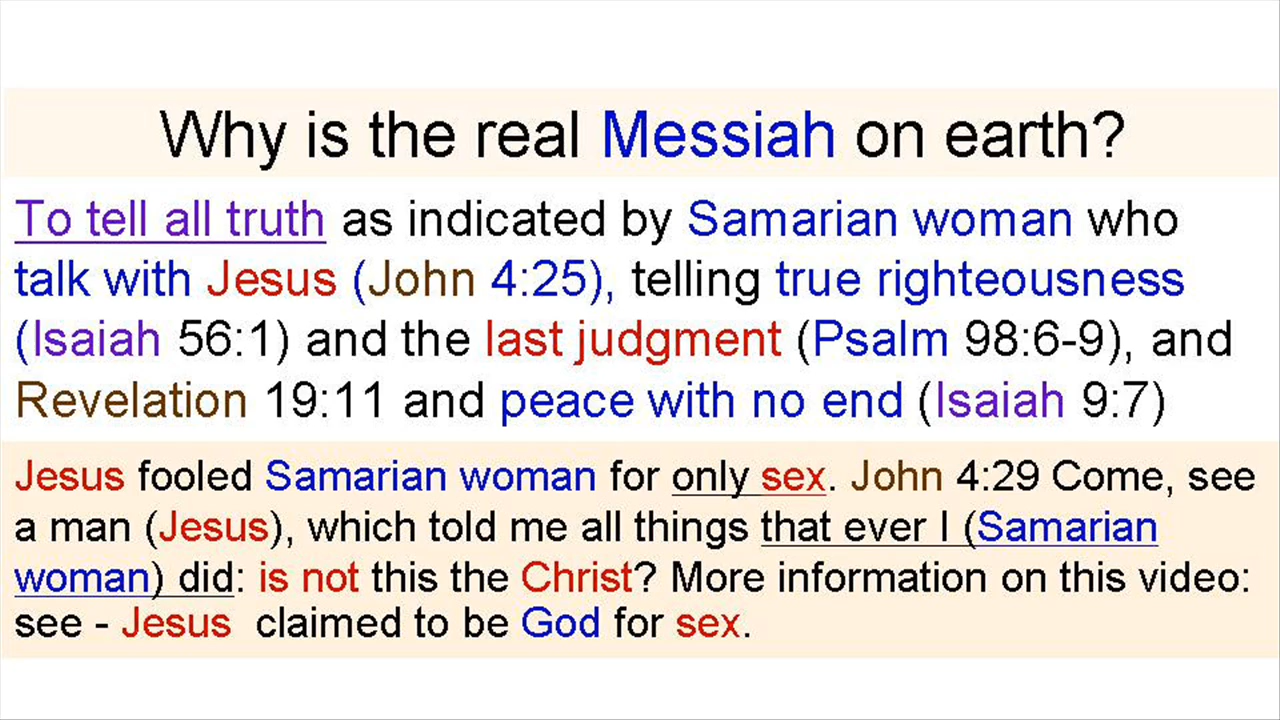 Why is the real Messiah on earth?
To tell all truth as indicated by Samarian woman who
talk with Jesus (John 4:25), telling true righteousness
(Isaiah 56:1) and the last judgment (Psalm 98:6-9), and
Revelation 19:11 and peace with no end (Isaiah 9:7)
Jesus fooled Samarian woman for only sex. John 4:29 Come, see
a man (Jesus), which told me all things that ever I (Samarian
woman) did: is not this the Christ? More information on this video:
see - Jesus claimed to be God for sex.